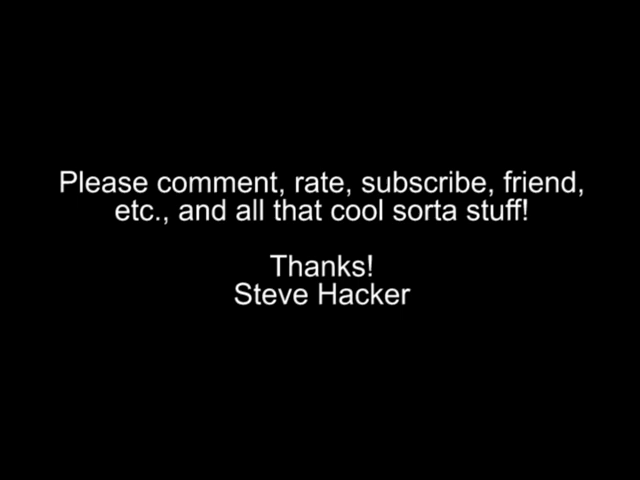 Please comment, rate, subscribe, friend,
etc., and all that cool sorta stuff!
Thanks!
Steve Hacker